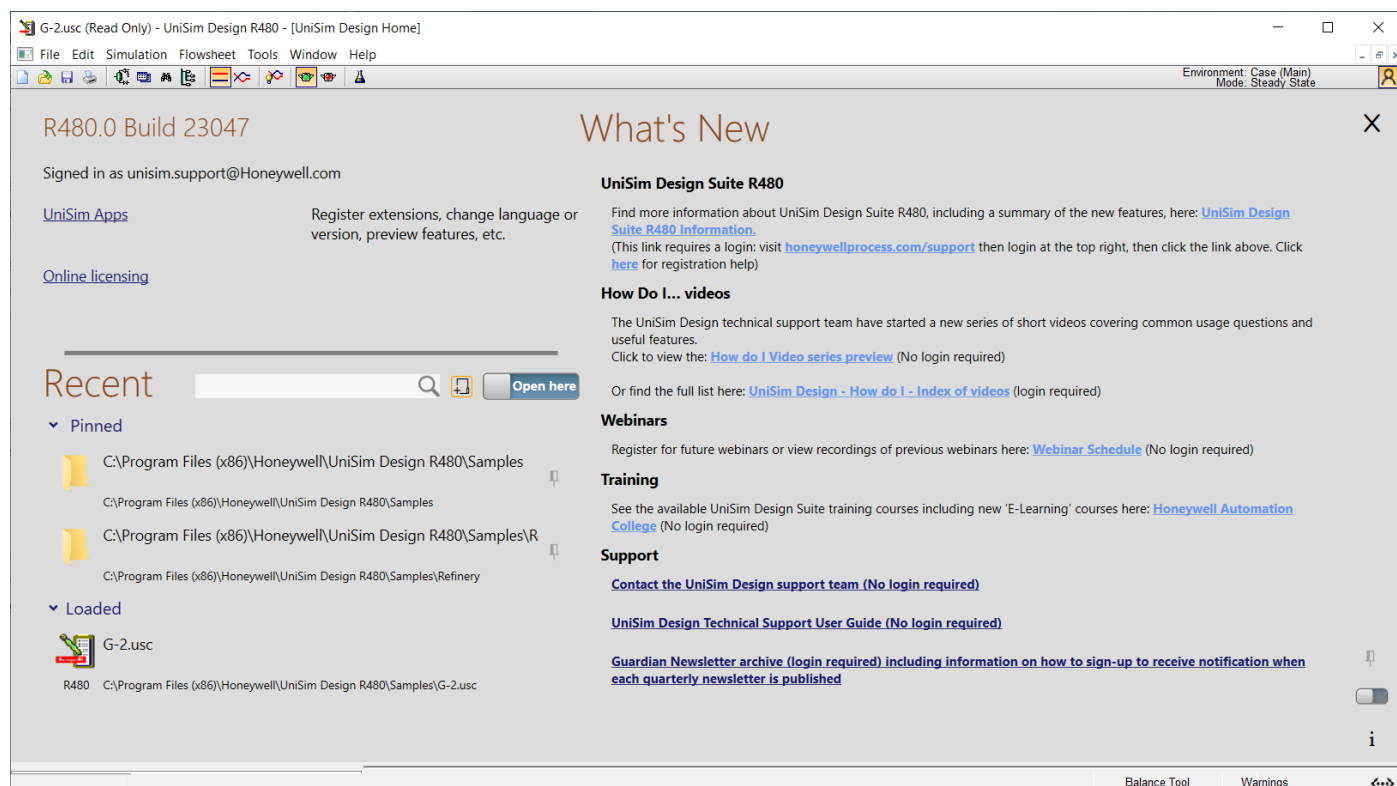 G-2.usc (Read Only) - UniSim Design R480 - [UniSim Design Home]
File Edit Simulation Flowsheet Tools Window Help
Environment: Case (Main)
Mode: Steady State
R480.0 Build 23047
Signed in as unisim.support@Honeywell.com
UniSim Apps
Register extensions, change language or
version, preview features, etc.
Online licensing
Recent
Open here
Pinned
C:\Program Files (x86)\Honeywell\UniSim Design R480\Samples
C:\Program Files (x86)\Honeywell\UniSim Design R480\Samples
C:\Program Files (x86)\Honeywell\UniSim Design R480\Samples\R
C:\Program Files (x86)\Honeywell\UniSim Design R480\Samples\Refinery
Loaded
G-2.usc
R480 C:\Program Files (x86)\Honeywell\UniSim Design R480\Samples\G-2.usc
What's New
UniSim Design Suite R480
Find more information about UniSim Design Suite R480, including a summary of the new features, here: UniSim Design
Suite R480 Information.
(This link requires a login: visit honeywellprocess.com/support then login at the top right, then click the link above. Click
here for registration help)
How Do I... videos
The UniSim Design technical support team have started a new series of short videos covering common usage questions and
useful features.
Click to view the: How do I Video series preview (No login required)
Or find the full list here: UniSim Design - How do I - Index of videos (login required)
Webinars
Register for future webinars or view recordings of previous webinars here: Webinar Schedule (No login required)
Training
See the available UniSim Design Suite training courses including new 'E-Learning' courses here: Honeywell Automation
College (No login required)
Support
Contact the UniSim Design support team (No login required)
UniSim Design Technical Support User Guide (No login required)
Guardian Newsletter archive (login required) including information on how to sign-up to receive notification when
each quarterly newsletter is published
i
Balance Tool Warnings